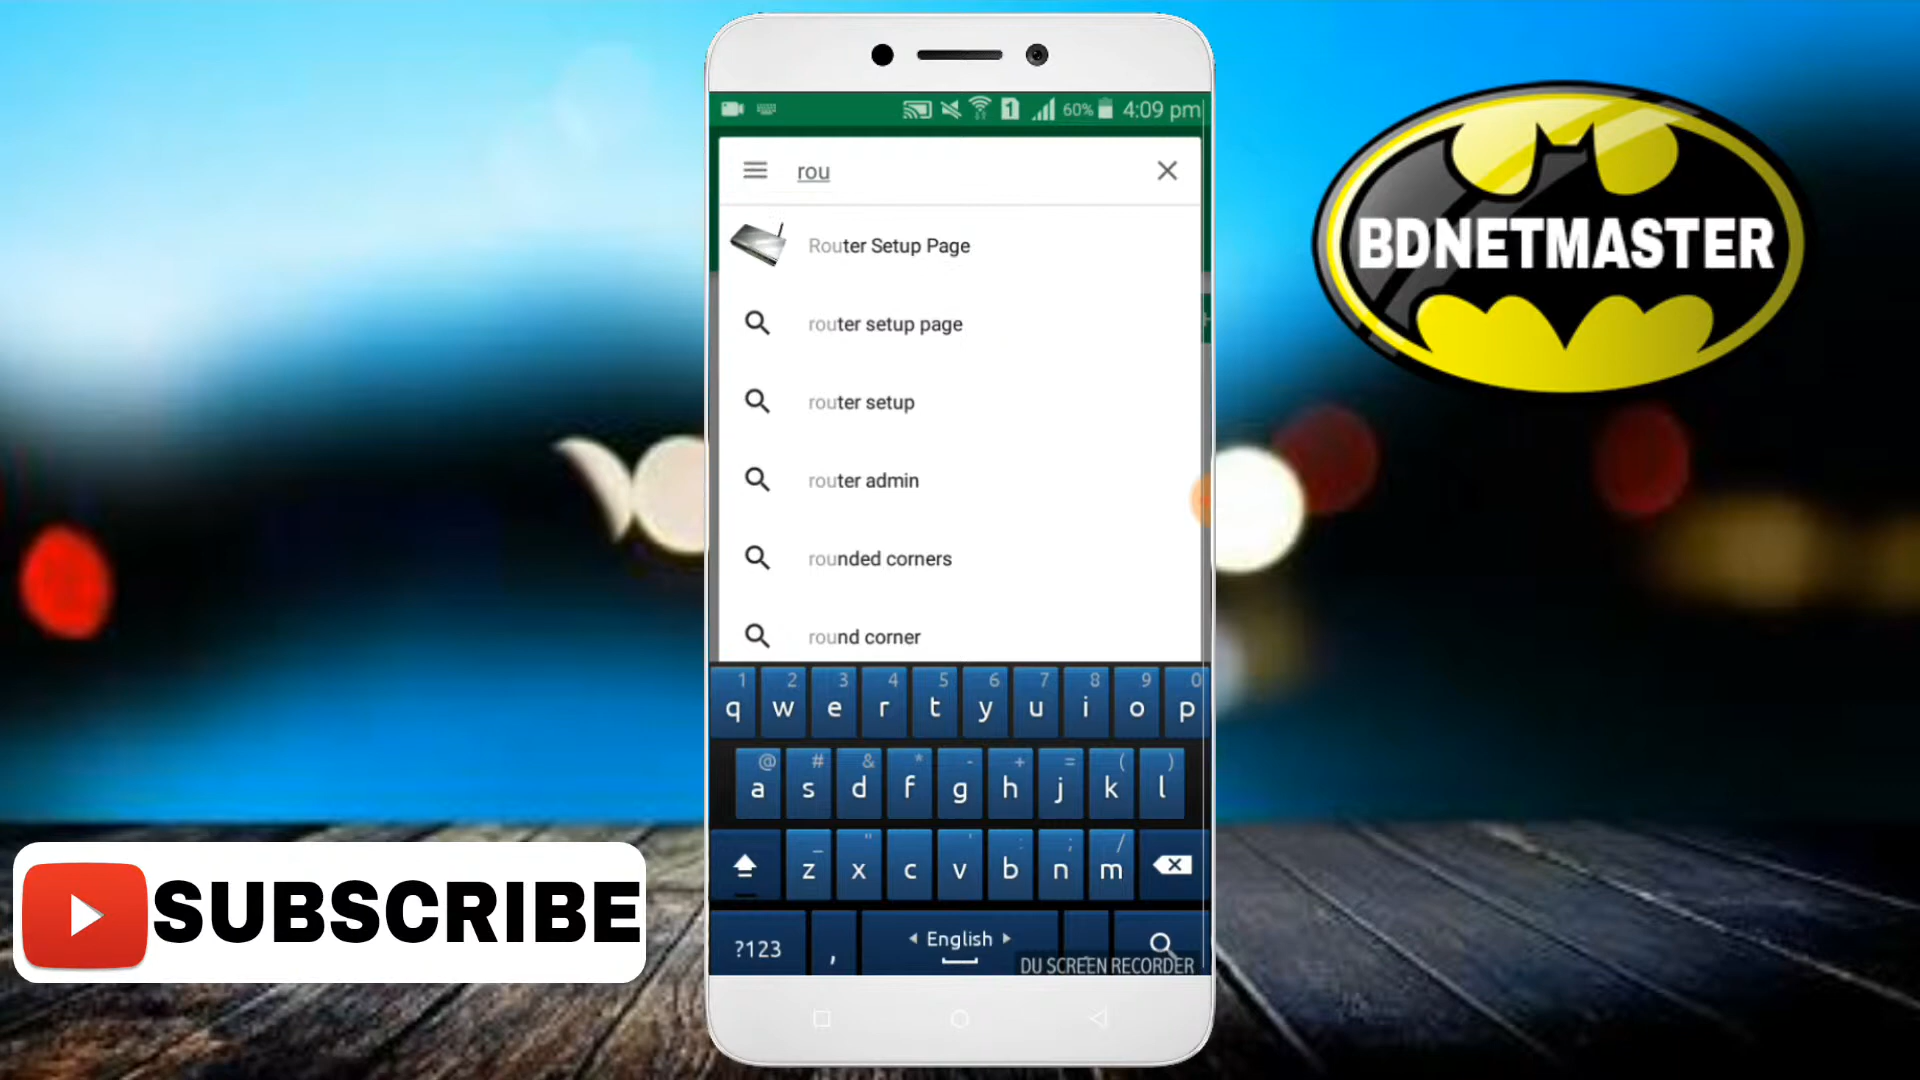 60% 4:09 pm
rou
Router Setup Page
router setup page
router setup
router admin
rounded corners
round corner
1 2 3 4 5 6 7 8 9 0
q w e r t y u i o p
@ # & * - + = ( )
a s d f g h j k l
_ " ' : ; /
z x c v b n m
?123 , English
DU SCREEN RECORDER
BDNETMASTER
SUBSCRIBE